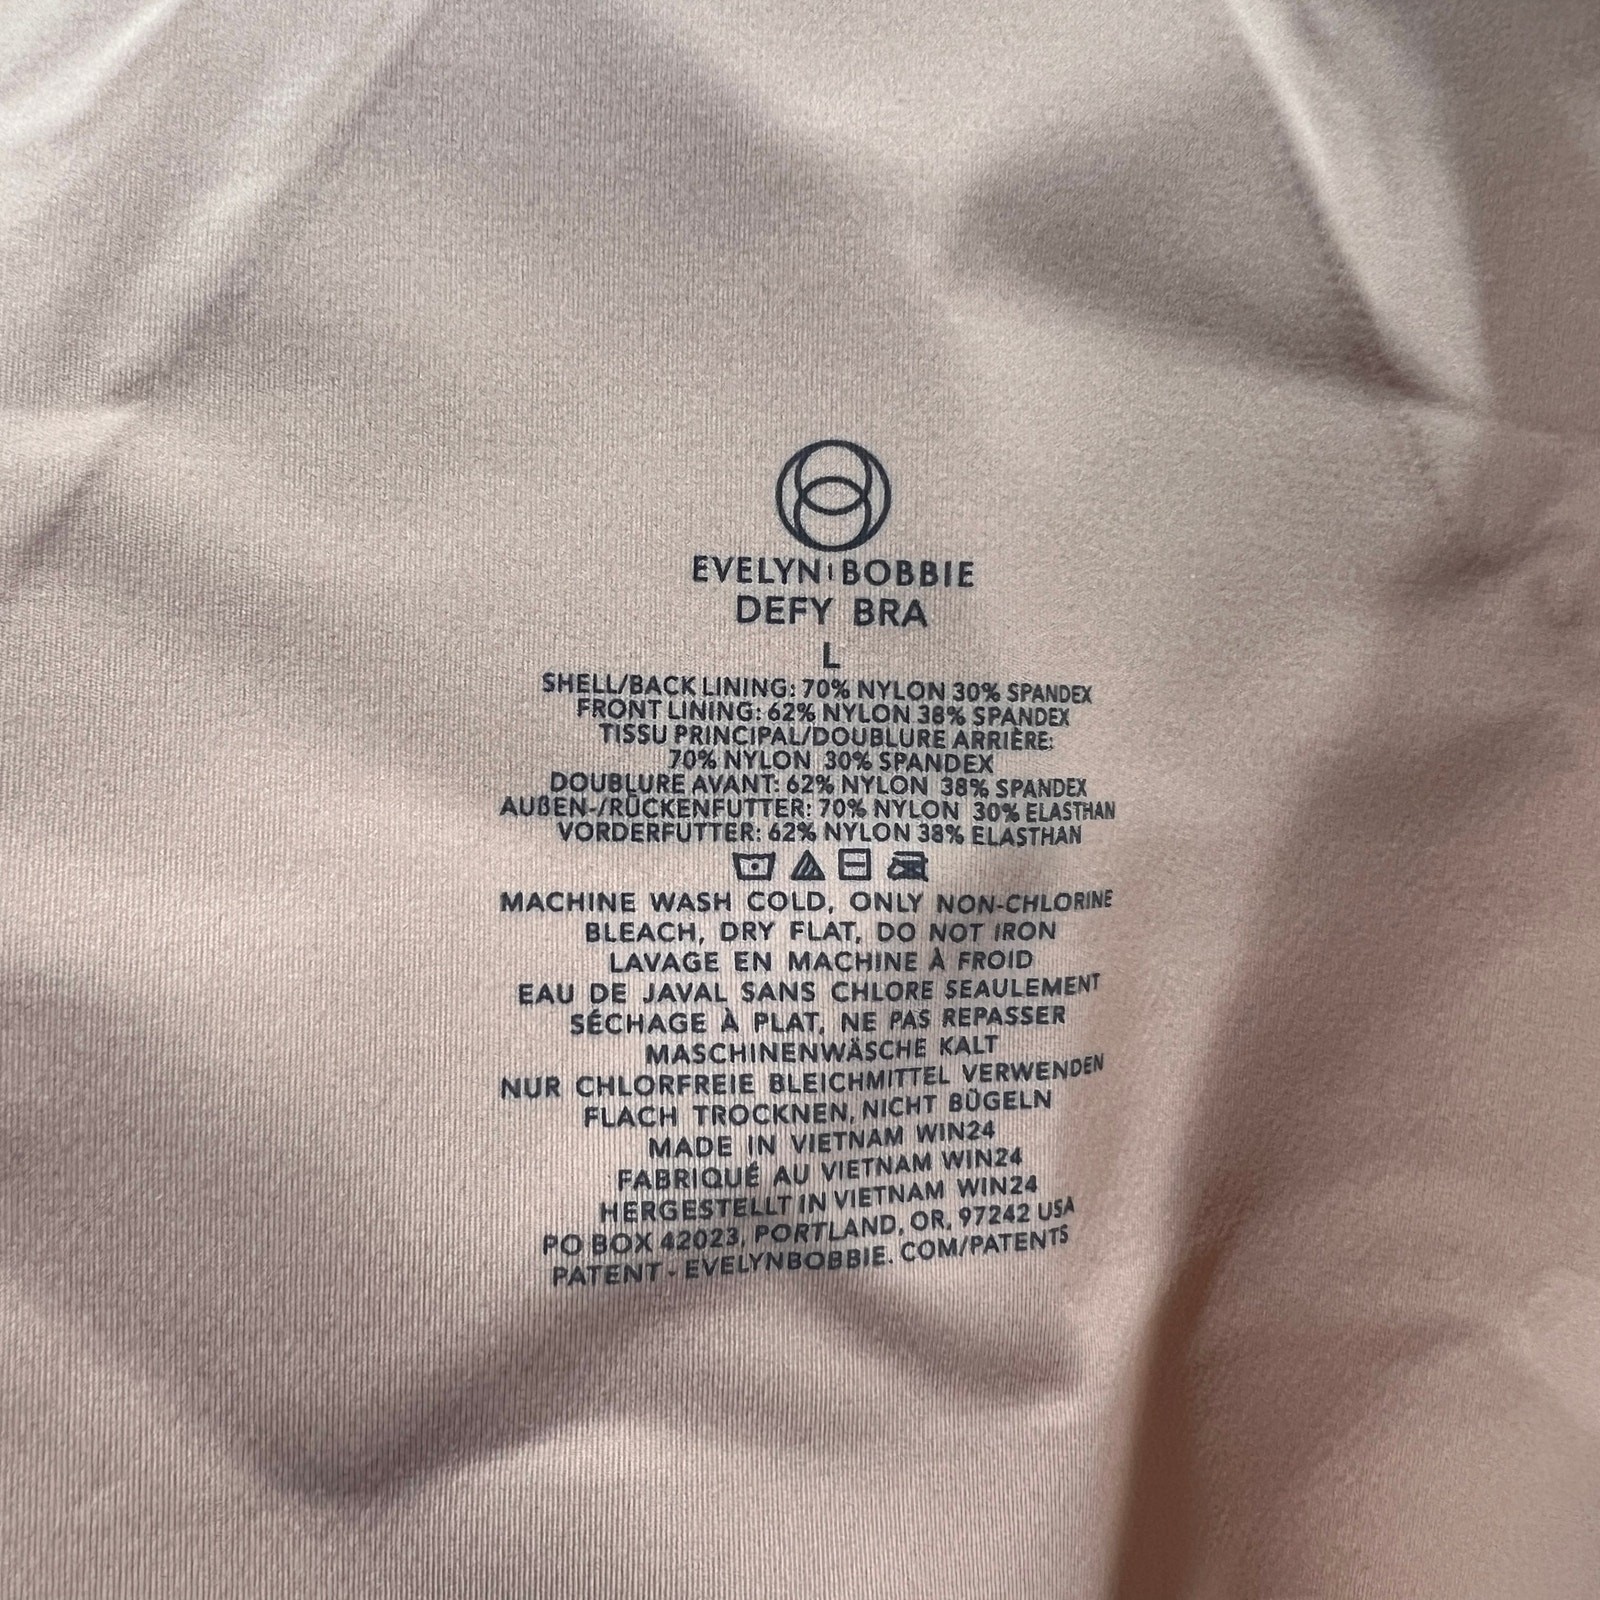 EVELYN BOBBIE
DEFY BRA
L
SHELL/BACK LINING: 70% NYLON 30% SPANDEX
FRONT LINING: 62% NYLON 38% SPANDEX
TISSU PRINCIPAL/DOUBLURE ARRIÈRE:
70% NYLON 30% SPANDEX
DOUBLURE AVANT: 62% NYLON 38% SPANDEX
AUßEN-/RÜCKENFUTTER: 70% NYLON 30% ELASTHAN
VORDERFUTTER: 62% NYLON 38% ELASTHAN
MACHINE WASH COLD, ONLY NON-CHLORINE
BLEACH, DRY FLAT, DO NOT IRON
LAVAGE EN MACHINE À FROID
EAU DE JAVAL SANS CHLORE SEAULEMENT
SÉCHAGE À PLAT, NE PAS REPASSER
MASCHINENWÄSCHE KALT
NUR CHLORFREIE BLEICHMITTEL VERWENDEN
FLACH TROCKNEN, NICHT BÜGELN
MADE IN VIETNAM WIN24
FABRIQUÉ AU VIETNAM WIN24
HERGESTELLT IN VIETNAM WIN24
PO BOX 42023, PORTLAND, OR, 97242 USA
PATENT - EVELYNBOBBIE. COM/PATENTS